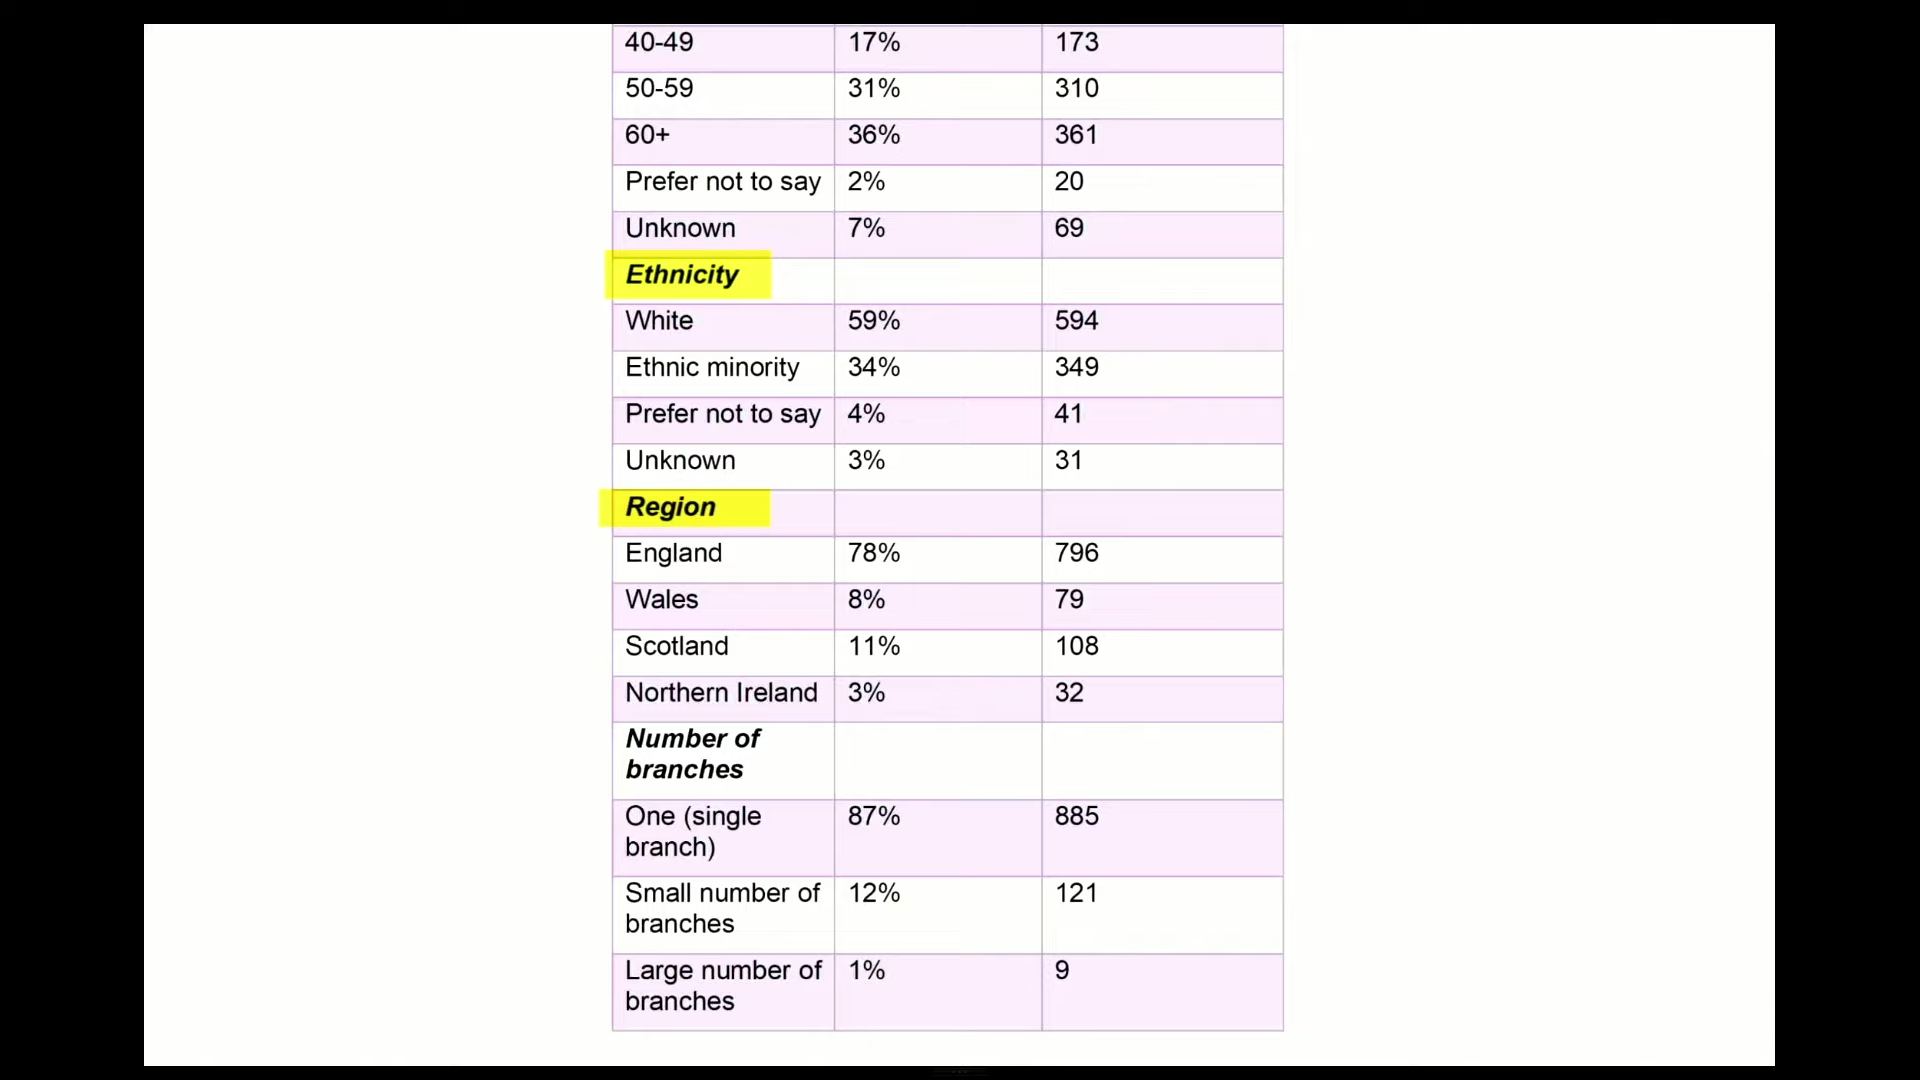 40-49 17% 173
50-59 31% 310
60+ 36% 361
Prefer not to say 2% 20
Unknown 7% 69
Ethnicity
White 59% 594
Ethnic minority 34% 349
Prefer not to say 4% 41
Unknown 3% 31
Region
England 78% 796
Wales 8% 79
Scotland 11% 108
Northern Ireland 3% 32
Number of
branches
One (single 87% 885
branch)
Small number of 12% 121
branches
Large number of 1% 9
branches